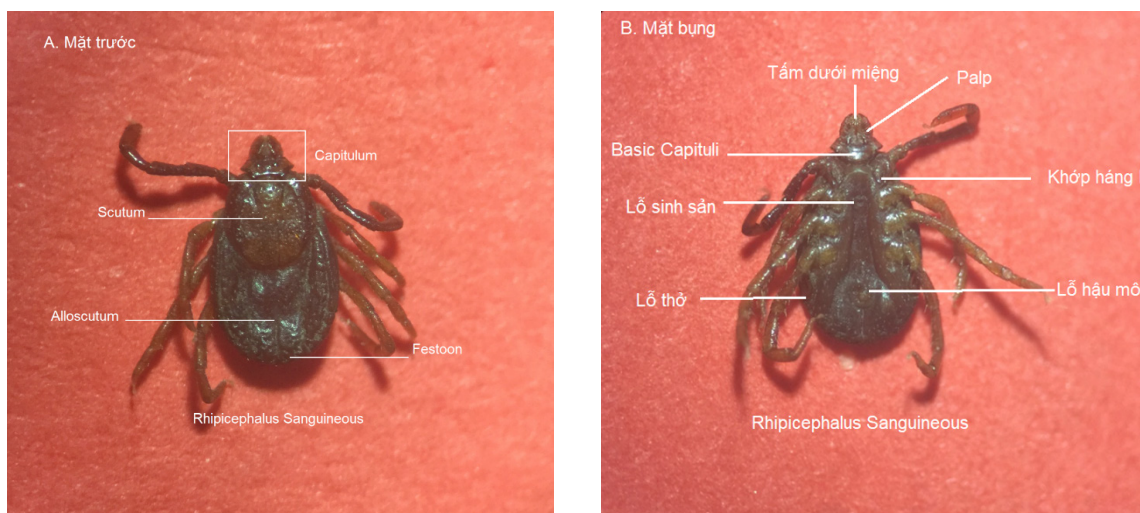 A. Mặt trước
Capitulum
Scutum
Alloscutum
Festoon
Rhipicephalus Sanguineous
B. Mặt bụng
Tấm dưới miệng
Palp
Basic Capituli
Khớp háng
Lỗ sinh sản
Lỗ thở
Lỗ hậu mô
Rhipicephalus Sanguineous